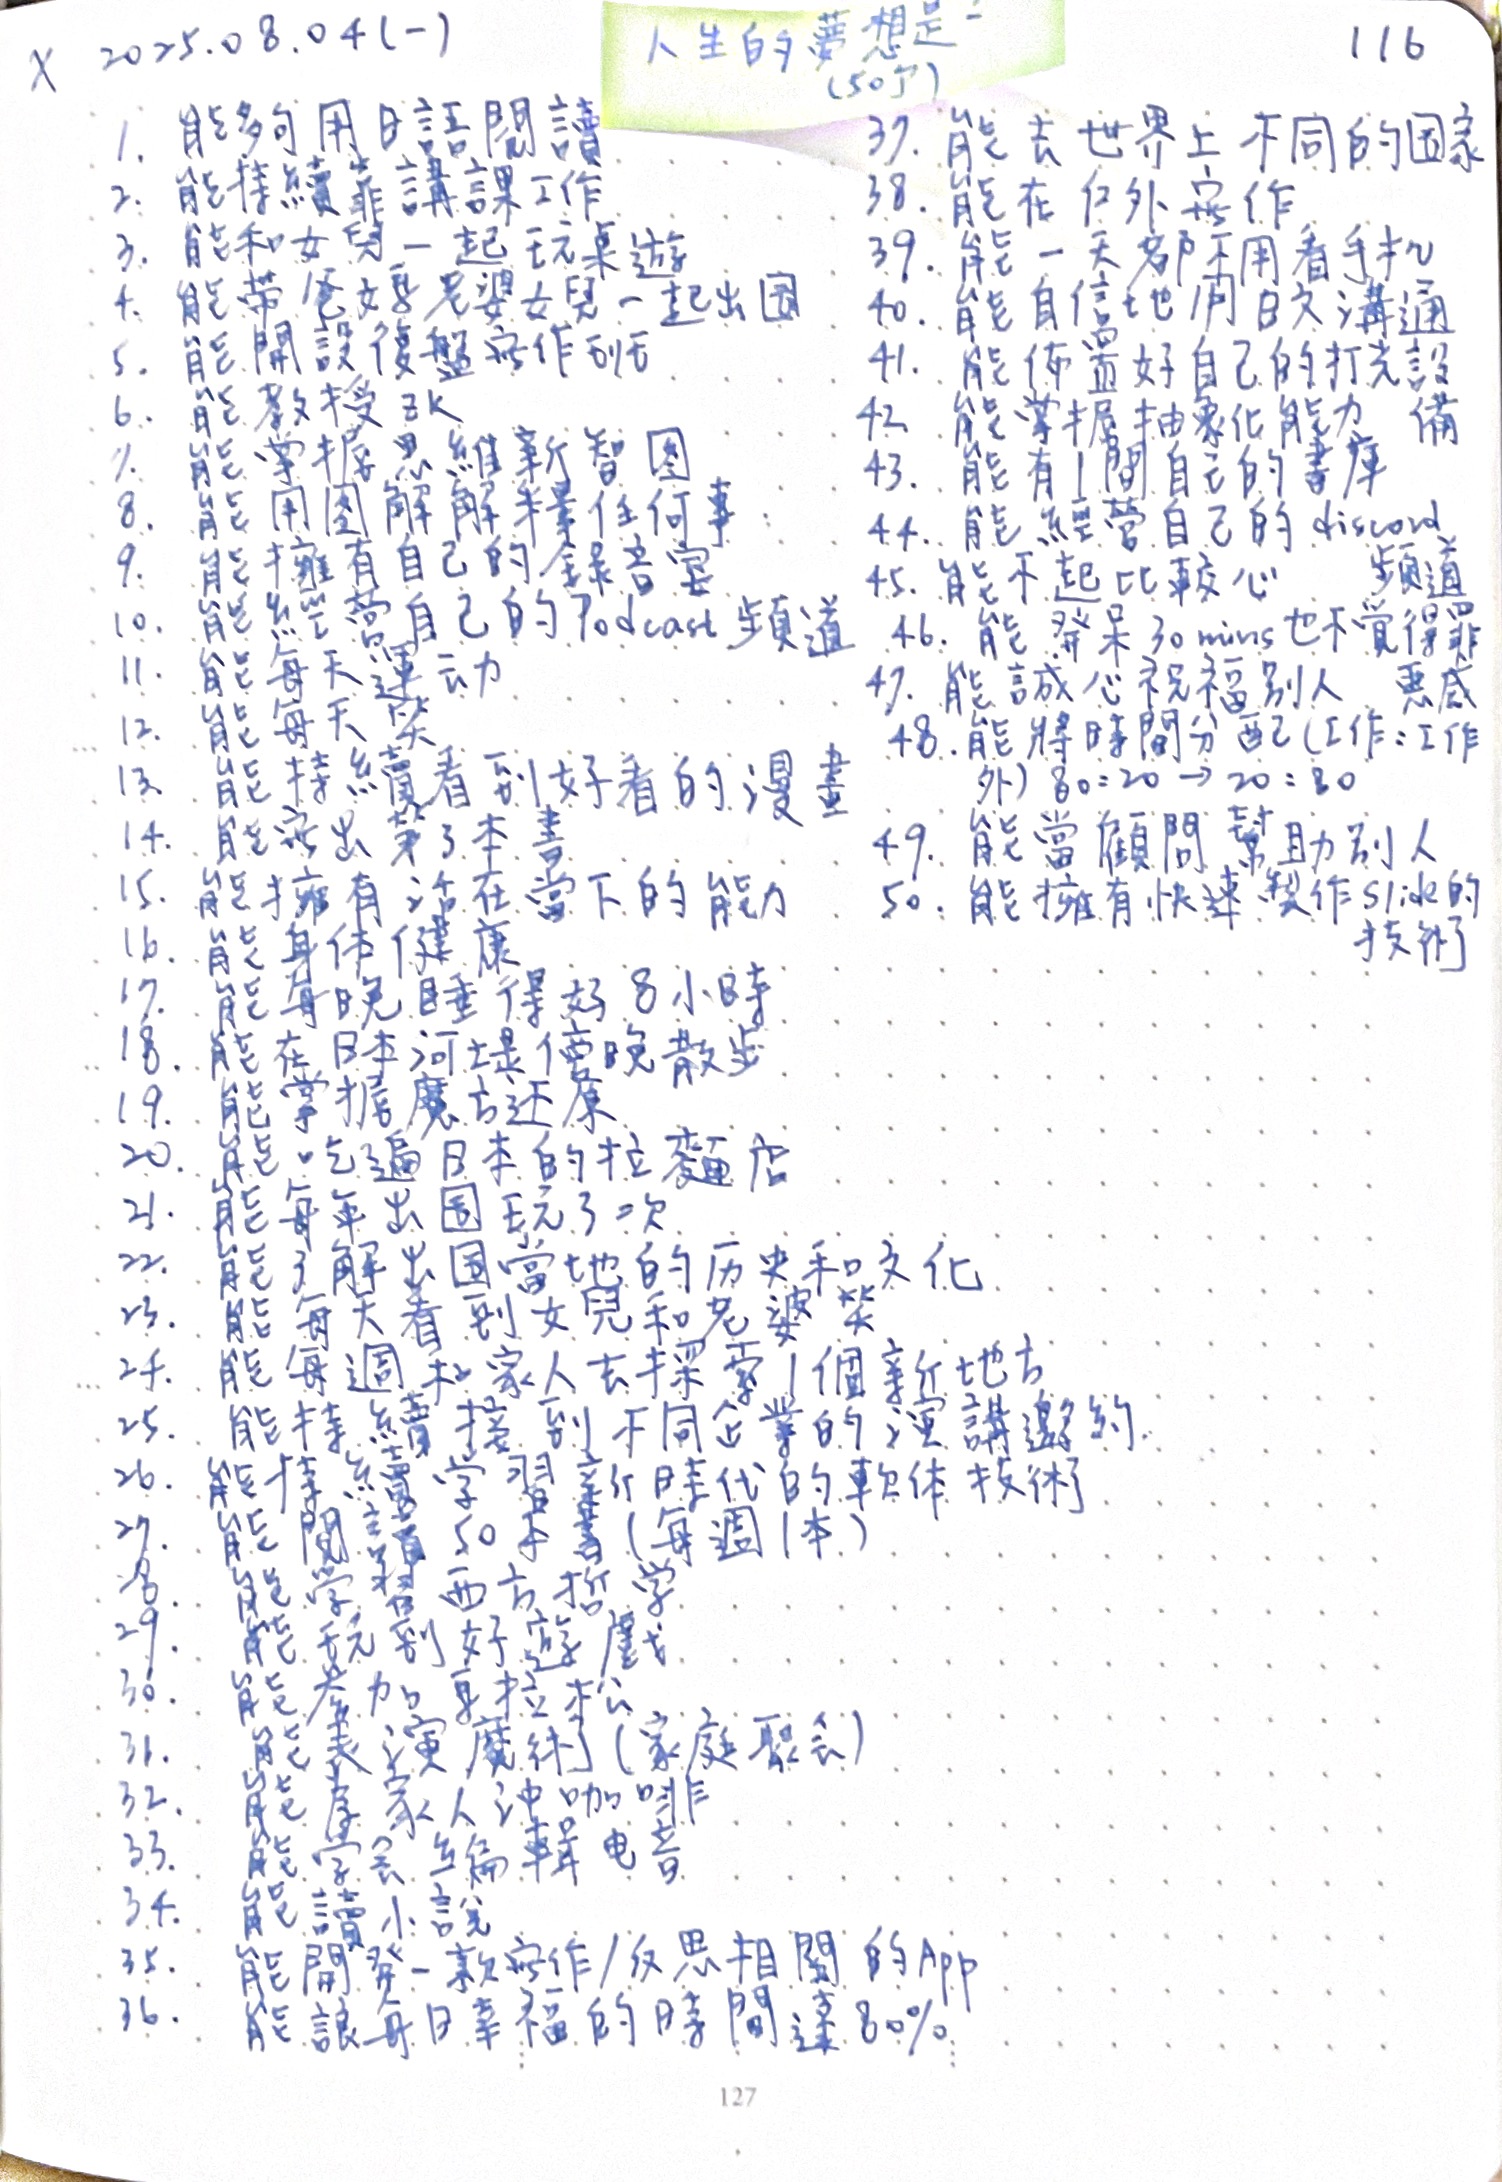 X 2025.08.04(一)
人生的夢想是
(50了)
116
1. 能夠用日語閱讀
2. 能持續靠講課工作
3. 能和女兒一起玩桌遊
4. 能帶爸媽老婆女兒一起出国
5. 能開設復盤寫作
6. 能教授ZK
7. 能掌握思維新智图
8. 能用图解解釋任何事
9. 能擁有自己的錄音室
10. 能經營自己的Podcast頻道
11. 能每天運动
12. 能每天笑
13. 能持續看到好看的漫畫
14. 能寫出第3本書
15. 能擁有活在當下的能力
16. 能身体健康
17. 能每晚睡得好8小時
18. 能在日本河堤傍晚散步
19. 能掌握魔方还原
20. 能吃遍日本的拉麵店
21. 能每年出国玩3次
22. 能了解出国當地的历史和文化
23. 能每天看到女兒和老婆笑
24. 能每週和家人去探索1個新地方
25. 能持續接到不同企業的演講邀約
26. 能持續学習新時代的軟体技術
27. 能閱讀50本書(每週1本)
28. 能学習西方哲学
29. 能玩到好遊戲
30. 能參加馬拉松
31. 能表演魔術(家庭聚会)
32. 能享家人沖咖啡
33. 能学会編輯电音
34. 能讀小說
35. 能開發一款寫作/反思相關的App
36. 能讓每日幸福的時間達80%
37. 能去世界上不同的国家
38. 能在戶外寫作
39. 能一天都不用看手机
40. 能自信地用日文溝通
41. 能佈置好自己的打光設
備
42. 能掌握抽象化能力
43. 能有1間自己的書庫
44. 能經營自己的discord
頻道
45. 能不起比較心
46. 能發呆30mins也不覺得罪
惡感
47. 能誠心祝福別人
48. 能將時間分配(工作:工作
外) 80:20→20:80
49. 能當顧問幫助別人
50. 能擁有快速製作slide的
技術
127